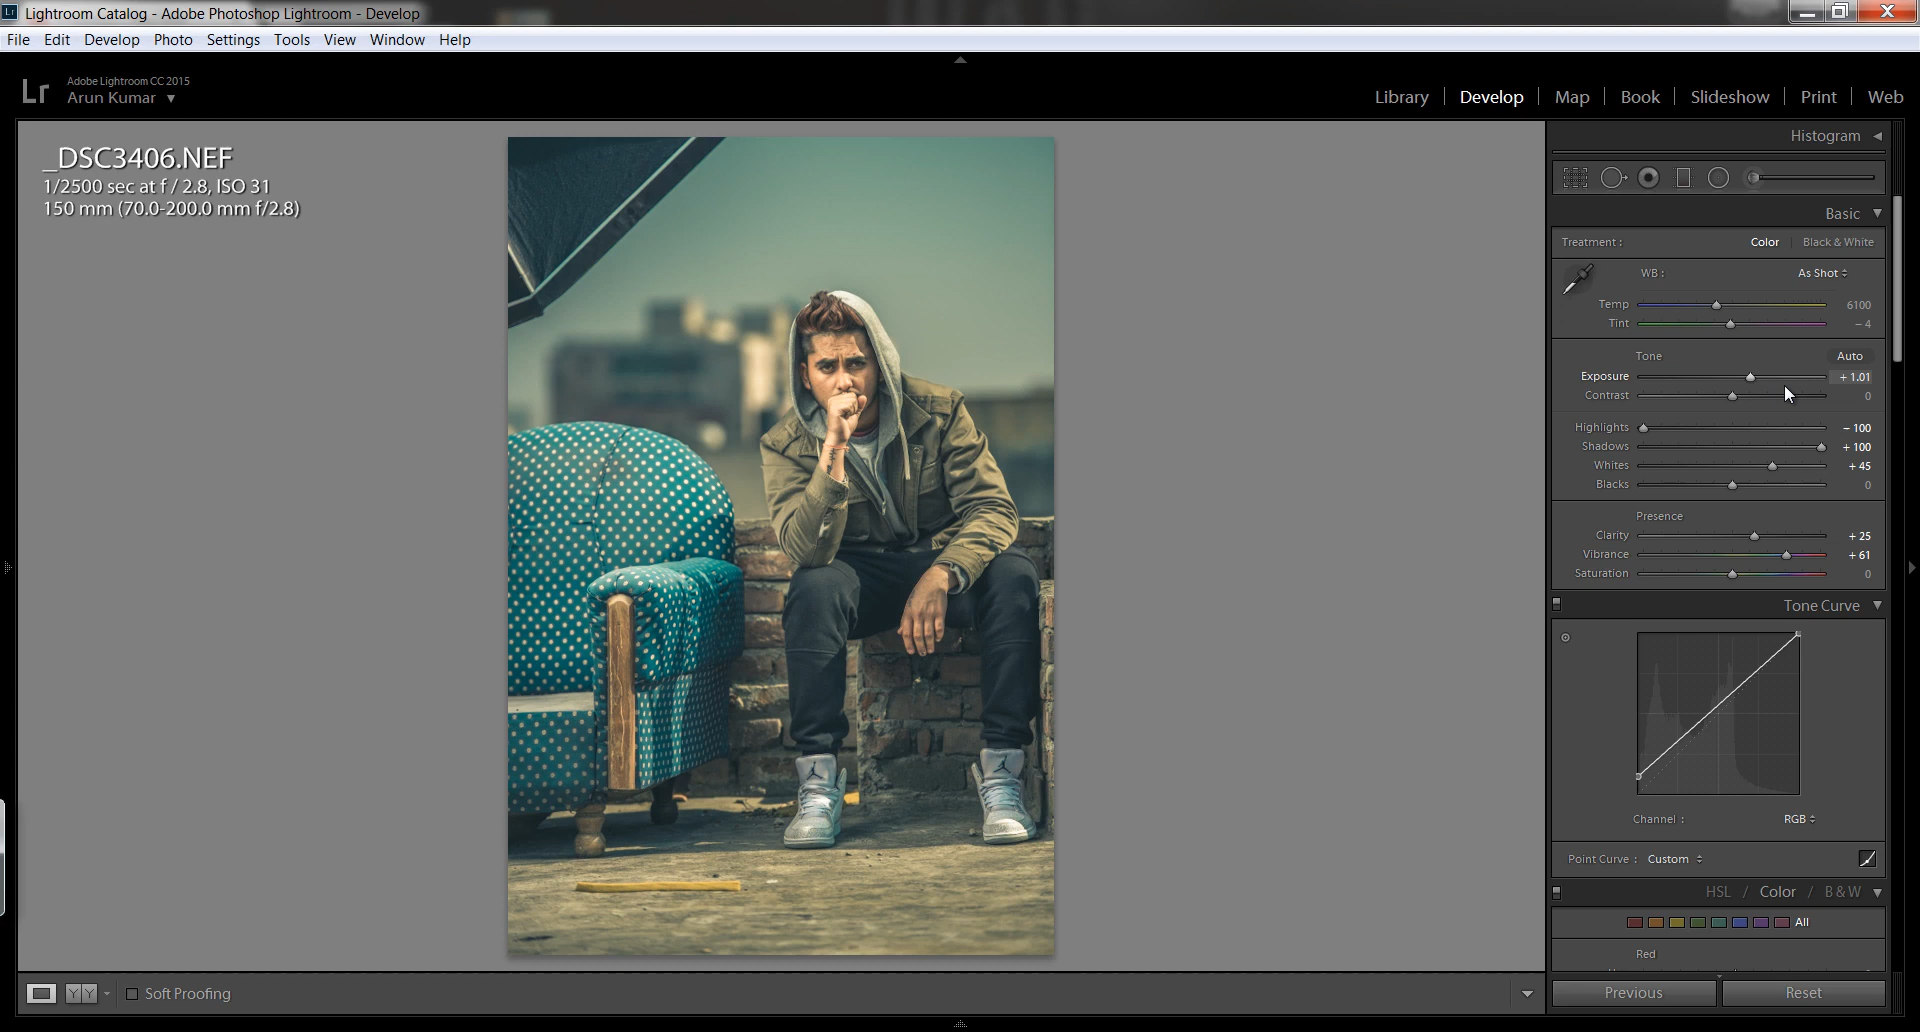 Lr Lightroom Catalog - Adobe Photoshop Lightroom - Develop
File Edit Develop Photo Settings Tools View Window Help
Lr Adobe Lightroom CC 2015
Arun Kumar
Library Develop Map Book Slideshow Print Web
_DSC3406.NEF
1/2500 sec at f / 2.8, ISO 31
150 mm (70.0-200.0 mm f/2.8)
Histogram
Basic
Treatment : Color Black & White
WB : As Shot
Temp 6100
Tint – 4
Tone Auto
Exposure + 1.01
Contrast 0
Highlights – 100
Shadows + 100
Whites + 45
Blacks 0
Presence
Clarity + 25
Vibrance + 61
Saturation 0
Tone Curve
Channel : RGB
Point Curve : Custom
HSL / Color / B & W
All
Red
Y Y Soft Proofing
Previous Reset